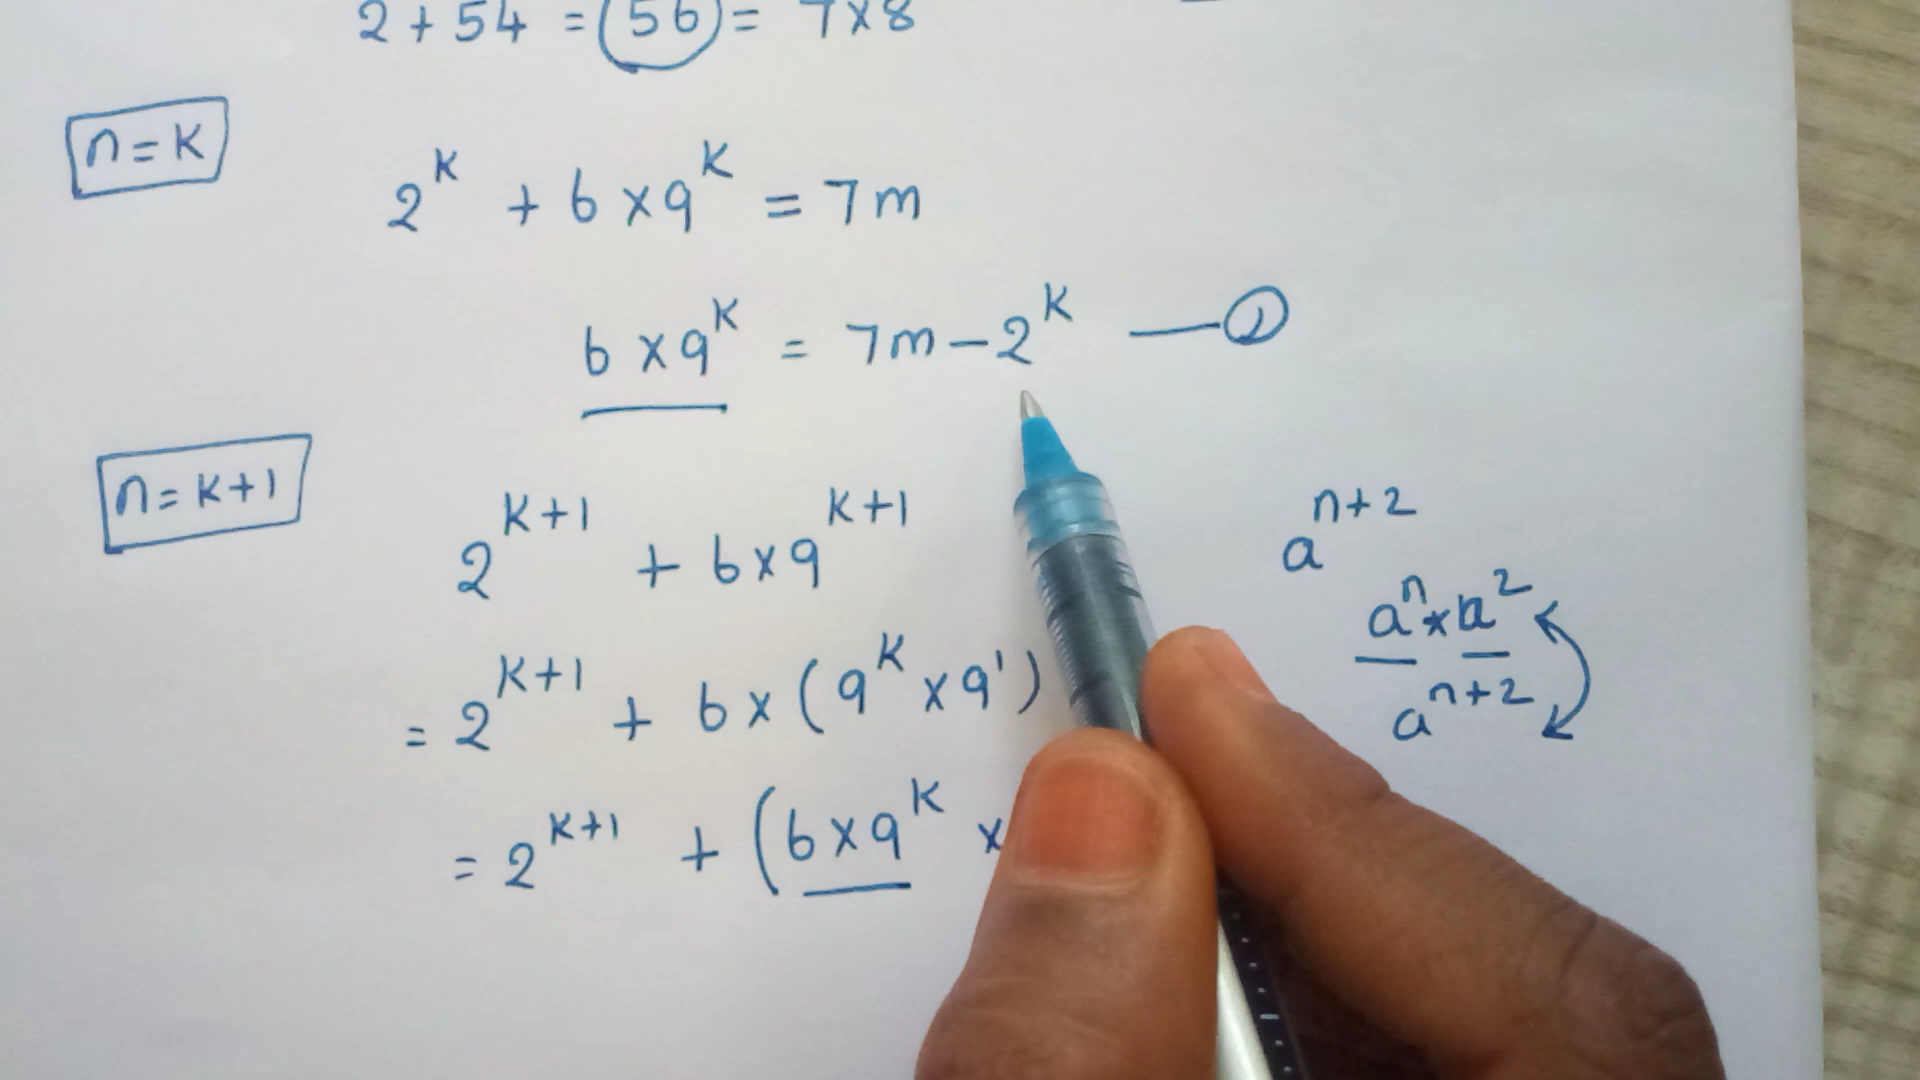 2 + 54 = 56 = 7 × 8
n = k
2^k + 6 × 9^k = 7m
6 × 9^k = 7m − 2^k — ①
n = k+1
2^(k+1) + 6 × 9^(k+1)
= 2^(k+1) + 6 × (9^k × 9^1)
= 2^(k+1) + (6 × 9^k ×
a^(n+2)
a^n × a^2
a^(n+2)